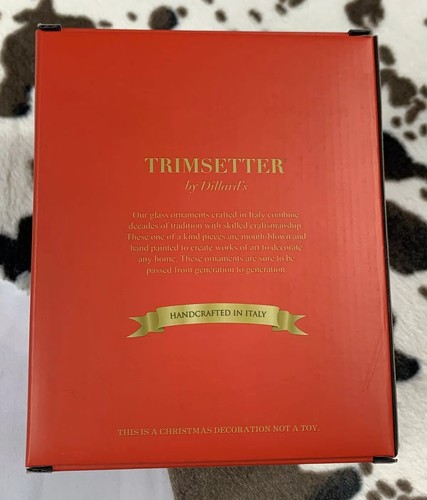 TRIMSETTER
by Dillard's
Our glass ornaments crafted in Italy combine
decades of tradition with skilled craftsmanship.
These one of a kind pieces are mouth-blown and
hand painted to create works of art to decorate
any home. These ornaments are sure to be
passed from generation to generation.
HANDCRAFTED IN ITALY
THIS IS A CHRISTMAS DECORATION NOT A TOY.